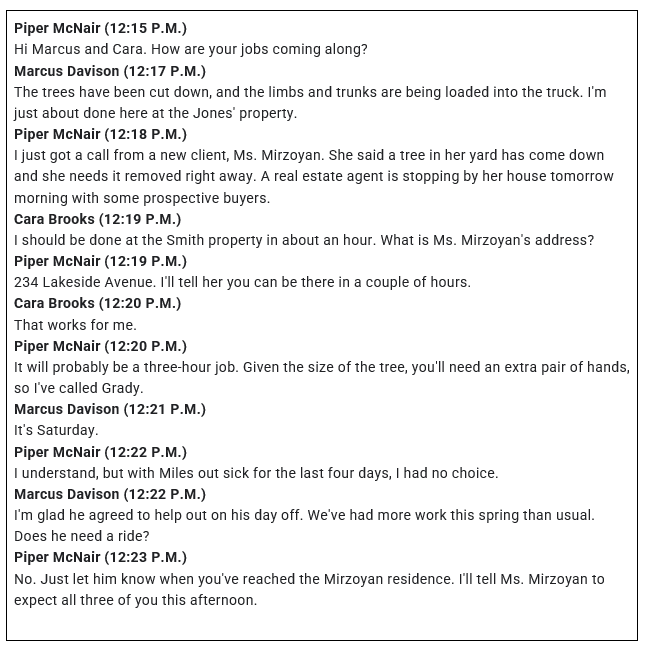 Piper McNair (12:15 P.M.)
Hi Marcus and Cara. How are your jobs coming along?
Marcus Davison (12:17 P.M.)
The trees have been cut down, and the limbs and trunks are being loaded into the truck. I'm
just about done here at the Jones' property.
Piper McNair (12:18 P.M.)
I just got a call from a new client, Ms. Mirzoyan. She said a tree in her yard has come down
and she needs it removed right away. A real estate agent is stopping by her house tomorrow
morning with some prospective buyers.
Cara Brooks (12:19 P.M.)
I should be done at the Smith property in about an hour. What is Ms. Mirzoyan's address?
Piper McNair (12:19 P.M.)
234 Lakeside Avenue. I'll tell her you can be there in a couple of hours.
Cara Brooks (12:20 P.M.)
That works for me.
Piper McNair (12:20 P.M.)
It will probably be a three-hour job. Given the size of the tree, you'll need an extra pair of hands,
so I've called Grady.
Marcus Davison (12:21 P.M.)
It's Saturday.
Piper McNair (12:22 P.M.)
I understand, but with Miles out sick for the last four days, I had no choice.
Marcus Davison (12:22 P.M.)
I'm glad he agreed to help out on his day off. We've had more work this spring than usual.
Does he need a ride?
Piper McNair (12:23 P.M.)
No. Just let him know when you've reached the Mirzoyan residence. I'll tell Ms. Mirzoyan to
expect all three of you this afternoon.